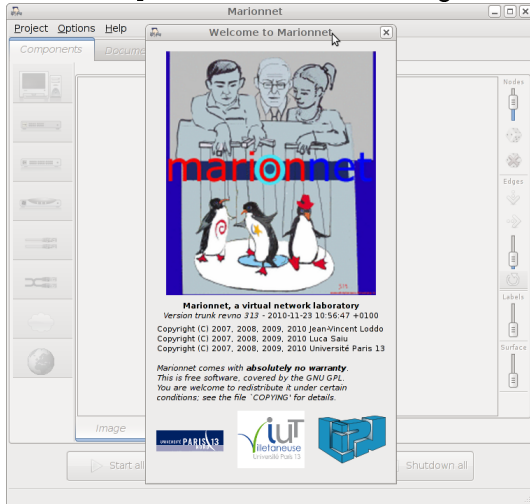 Marionnet
Project Options Help
Welcome to Marionnet
Components Docume
Nodes
Edges
Labels
Surface
marionnet
Marionnet, a virtual network laboratory
Version trunk revno 313 - 2010-11-23 10:56:47 +0100
Copyright (C) 2007, 2008, 2009, 2010 Jean-Vincent Loddo
Copyright (C) 2007, 2008, 2009, 2010 Luca Saiu
Copyright (C) 2007, 2008, 2009, 2010 Université Paris 13
Marionnet comes with absolutely no warranty.
This is free software, covered by the GNU GPL.
You are welcome to redistribute it under certain
conditions; see the file `COPYING' for details.
UNIVERSITÉ PARIS 13
iUT
Villetaneuse
Université Paris 13
Image
Start all
Shutdown all